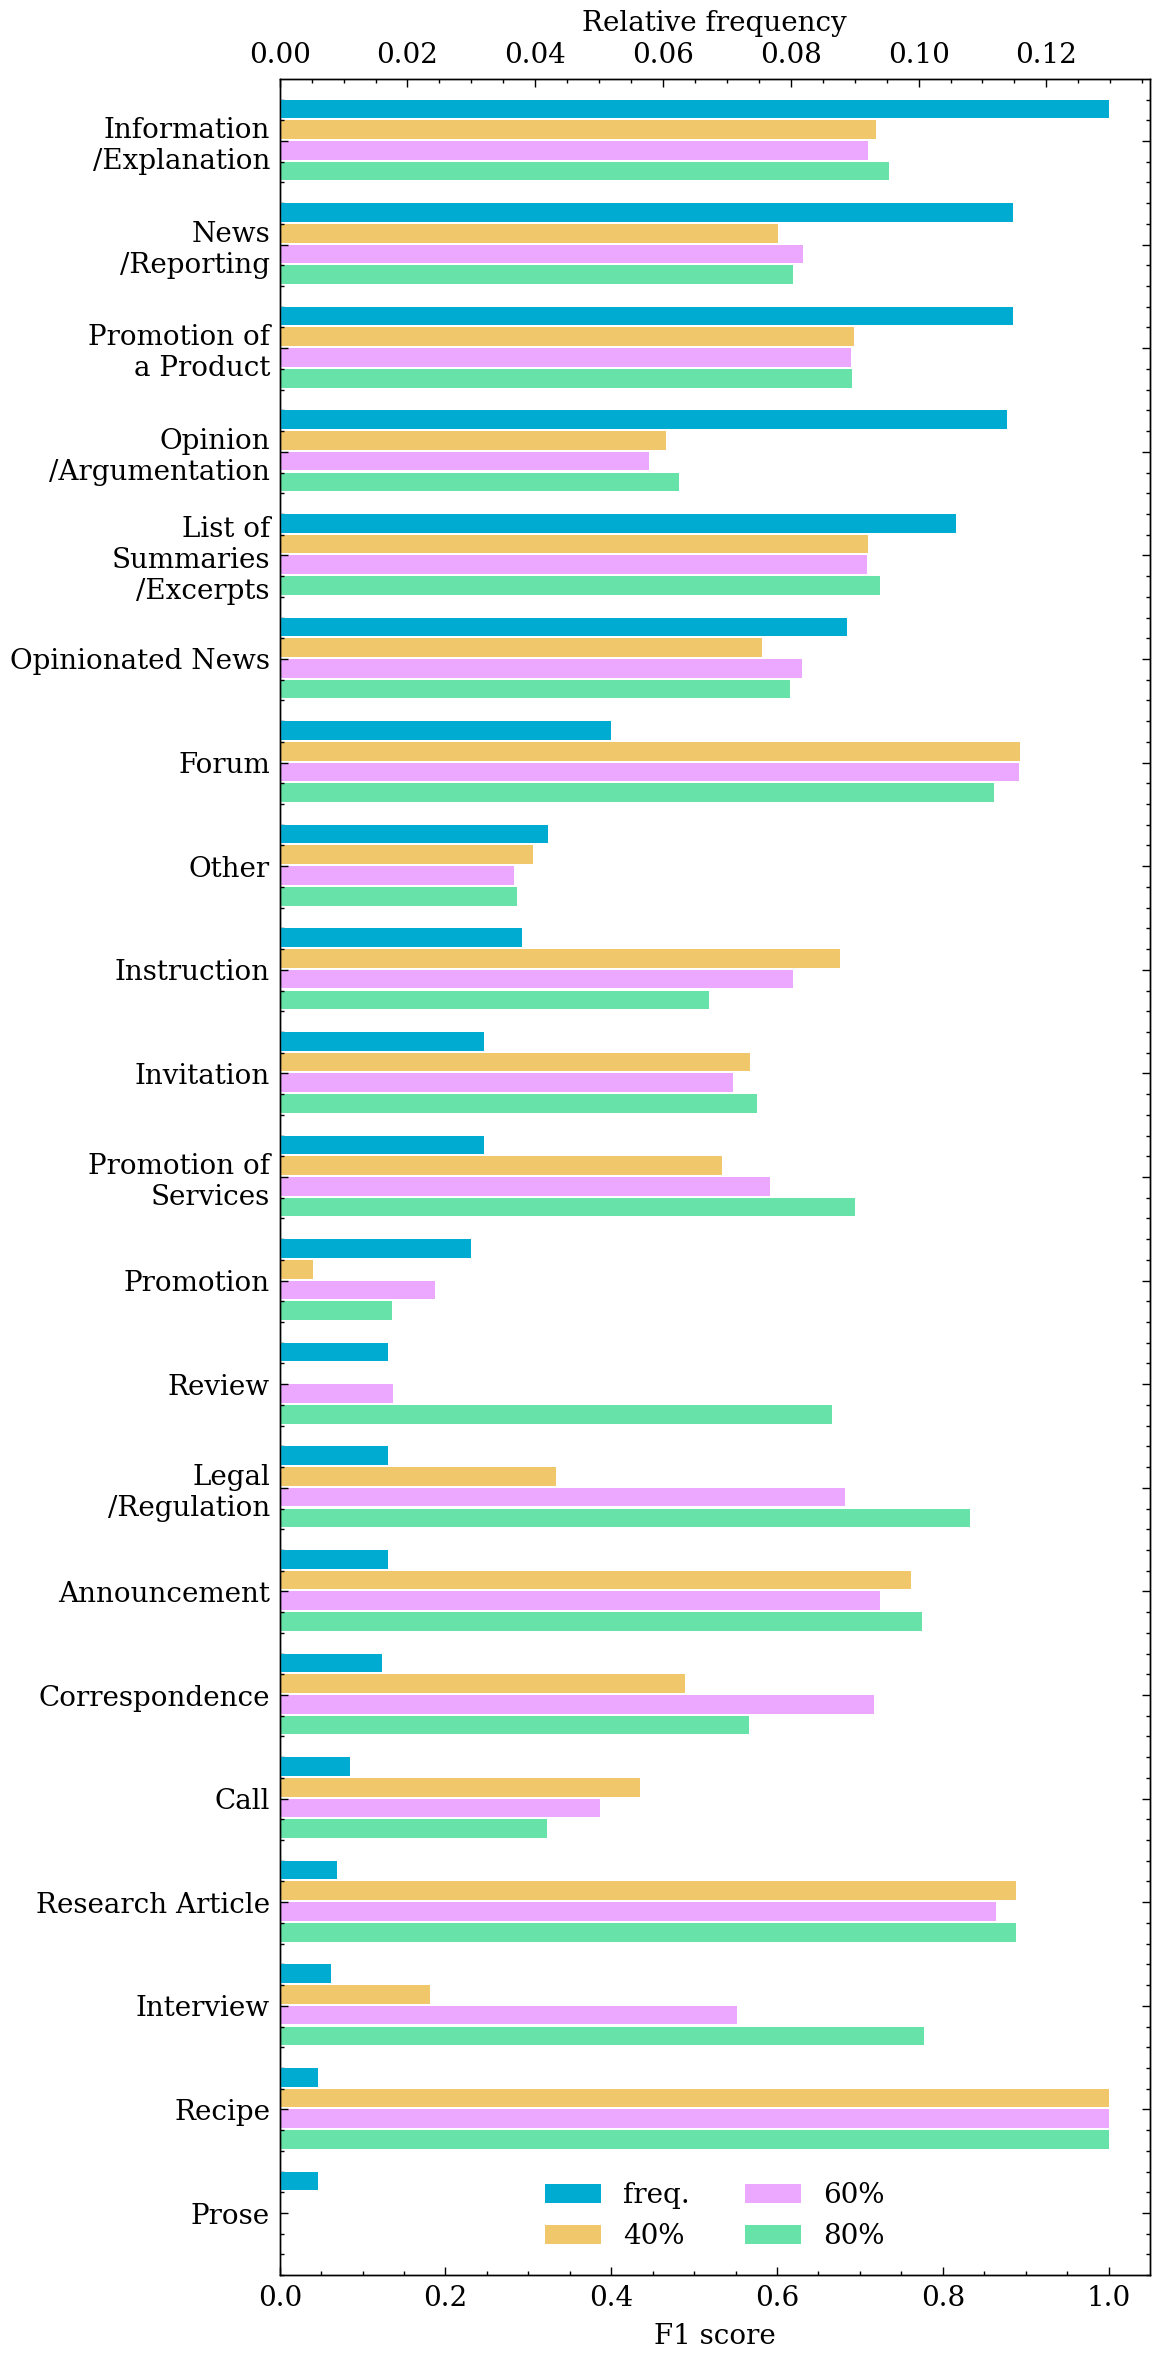 Relative frequency
0.00 0.02 0.04 0.06 0.08 0.10 0.12
Information
/Explanation
News
/Reporting
Promotion of
a Product
Opinion
/Argumentation
List of
Summaries
/Excerpts
Opinionated News
Forum
Other
Instruction
Invitation
Promotion of
Services
Promotion
Review
Legal
/Regulation
Announcement
Correspondence
Call
Research Article
Interview
Recipe
Prose
freq. 60%
40% 80%
0.0 0.2 0.4 0.6 0.8 1.0
F1 score